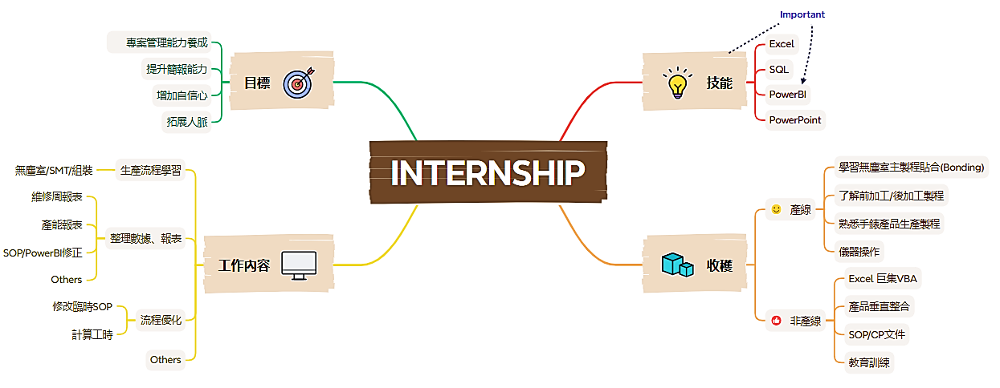 INTERNSHIP
目標
專案管理能力養成
提升簡報能力
增加自信心
拓展人脈
工作內容
生產流程學習
無塵室/SMT/組裝
整理數據、報表
維修周報表
產能報表
SOP/PowerBI修正
Others
流程優化
修改臨時SOP
計算工時
Others
Important
技能
Excel
SQL
PowerBI
PowerPoint
收穫
產線
學習無塵室主製程貼合(Bonding)
了解前加工/後加工製程
熟悉手錶產品生產製程
儀器操作
非產線
Excel 巨集VBA
產品垂直整合
SOP/CP文件
教育訓練